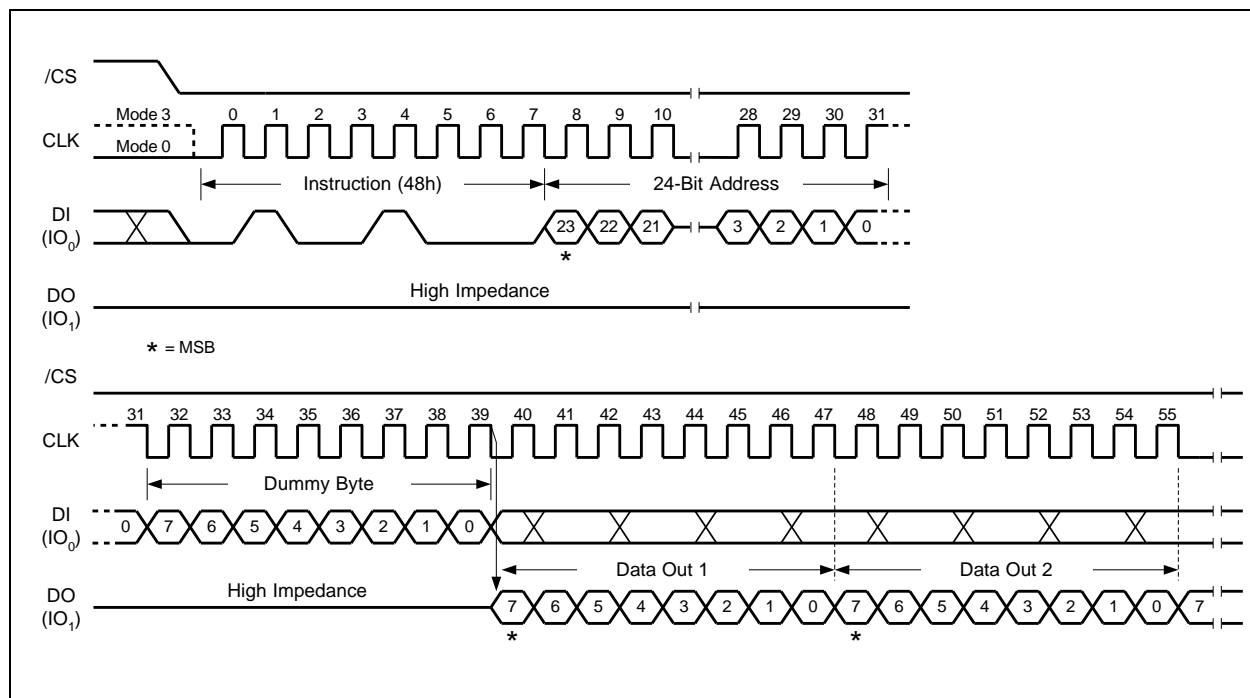 /CS
Mode 3
0 1 2 3 4 5 6 7 8 9 10 28 29 30 31
CLK
Mode 0
Instruction (48h) 24-Bit Address
DI
(IO0)
23 22 21 3 2 1 0
*
High Impedance
DO
(IO1)
* = MSB
/CS
31 32 33 34 35 36 37 38 39 40 41 42 43 44 45 46 47 48 49 50 51 52 53 54 55
CLK
Dummy Byte
DI
(IO0)
0 7 6 5 4 3 2 1 0
Data Out 1 Data Out 2
High Impedance
DO
(IO1)
7 6 5 4 3 2 1 0 7 6 5 4 3 2 1 0 7
* *